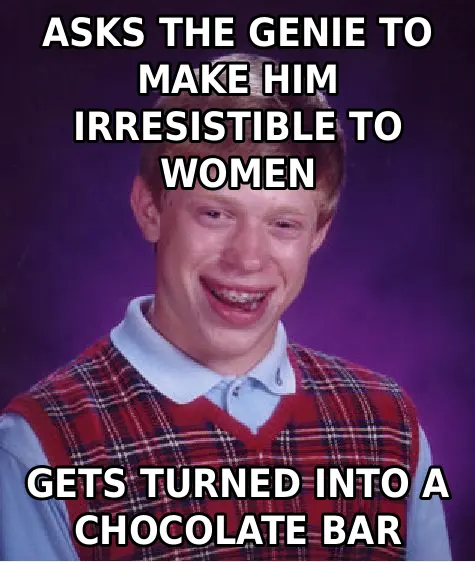 ASKS THE GENIE TO
MAKE HIM
IRRESISTIBLE TO
WOMEN
GETS TURNED INTO A
CHOCOLATE BAR